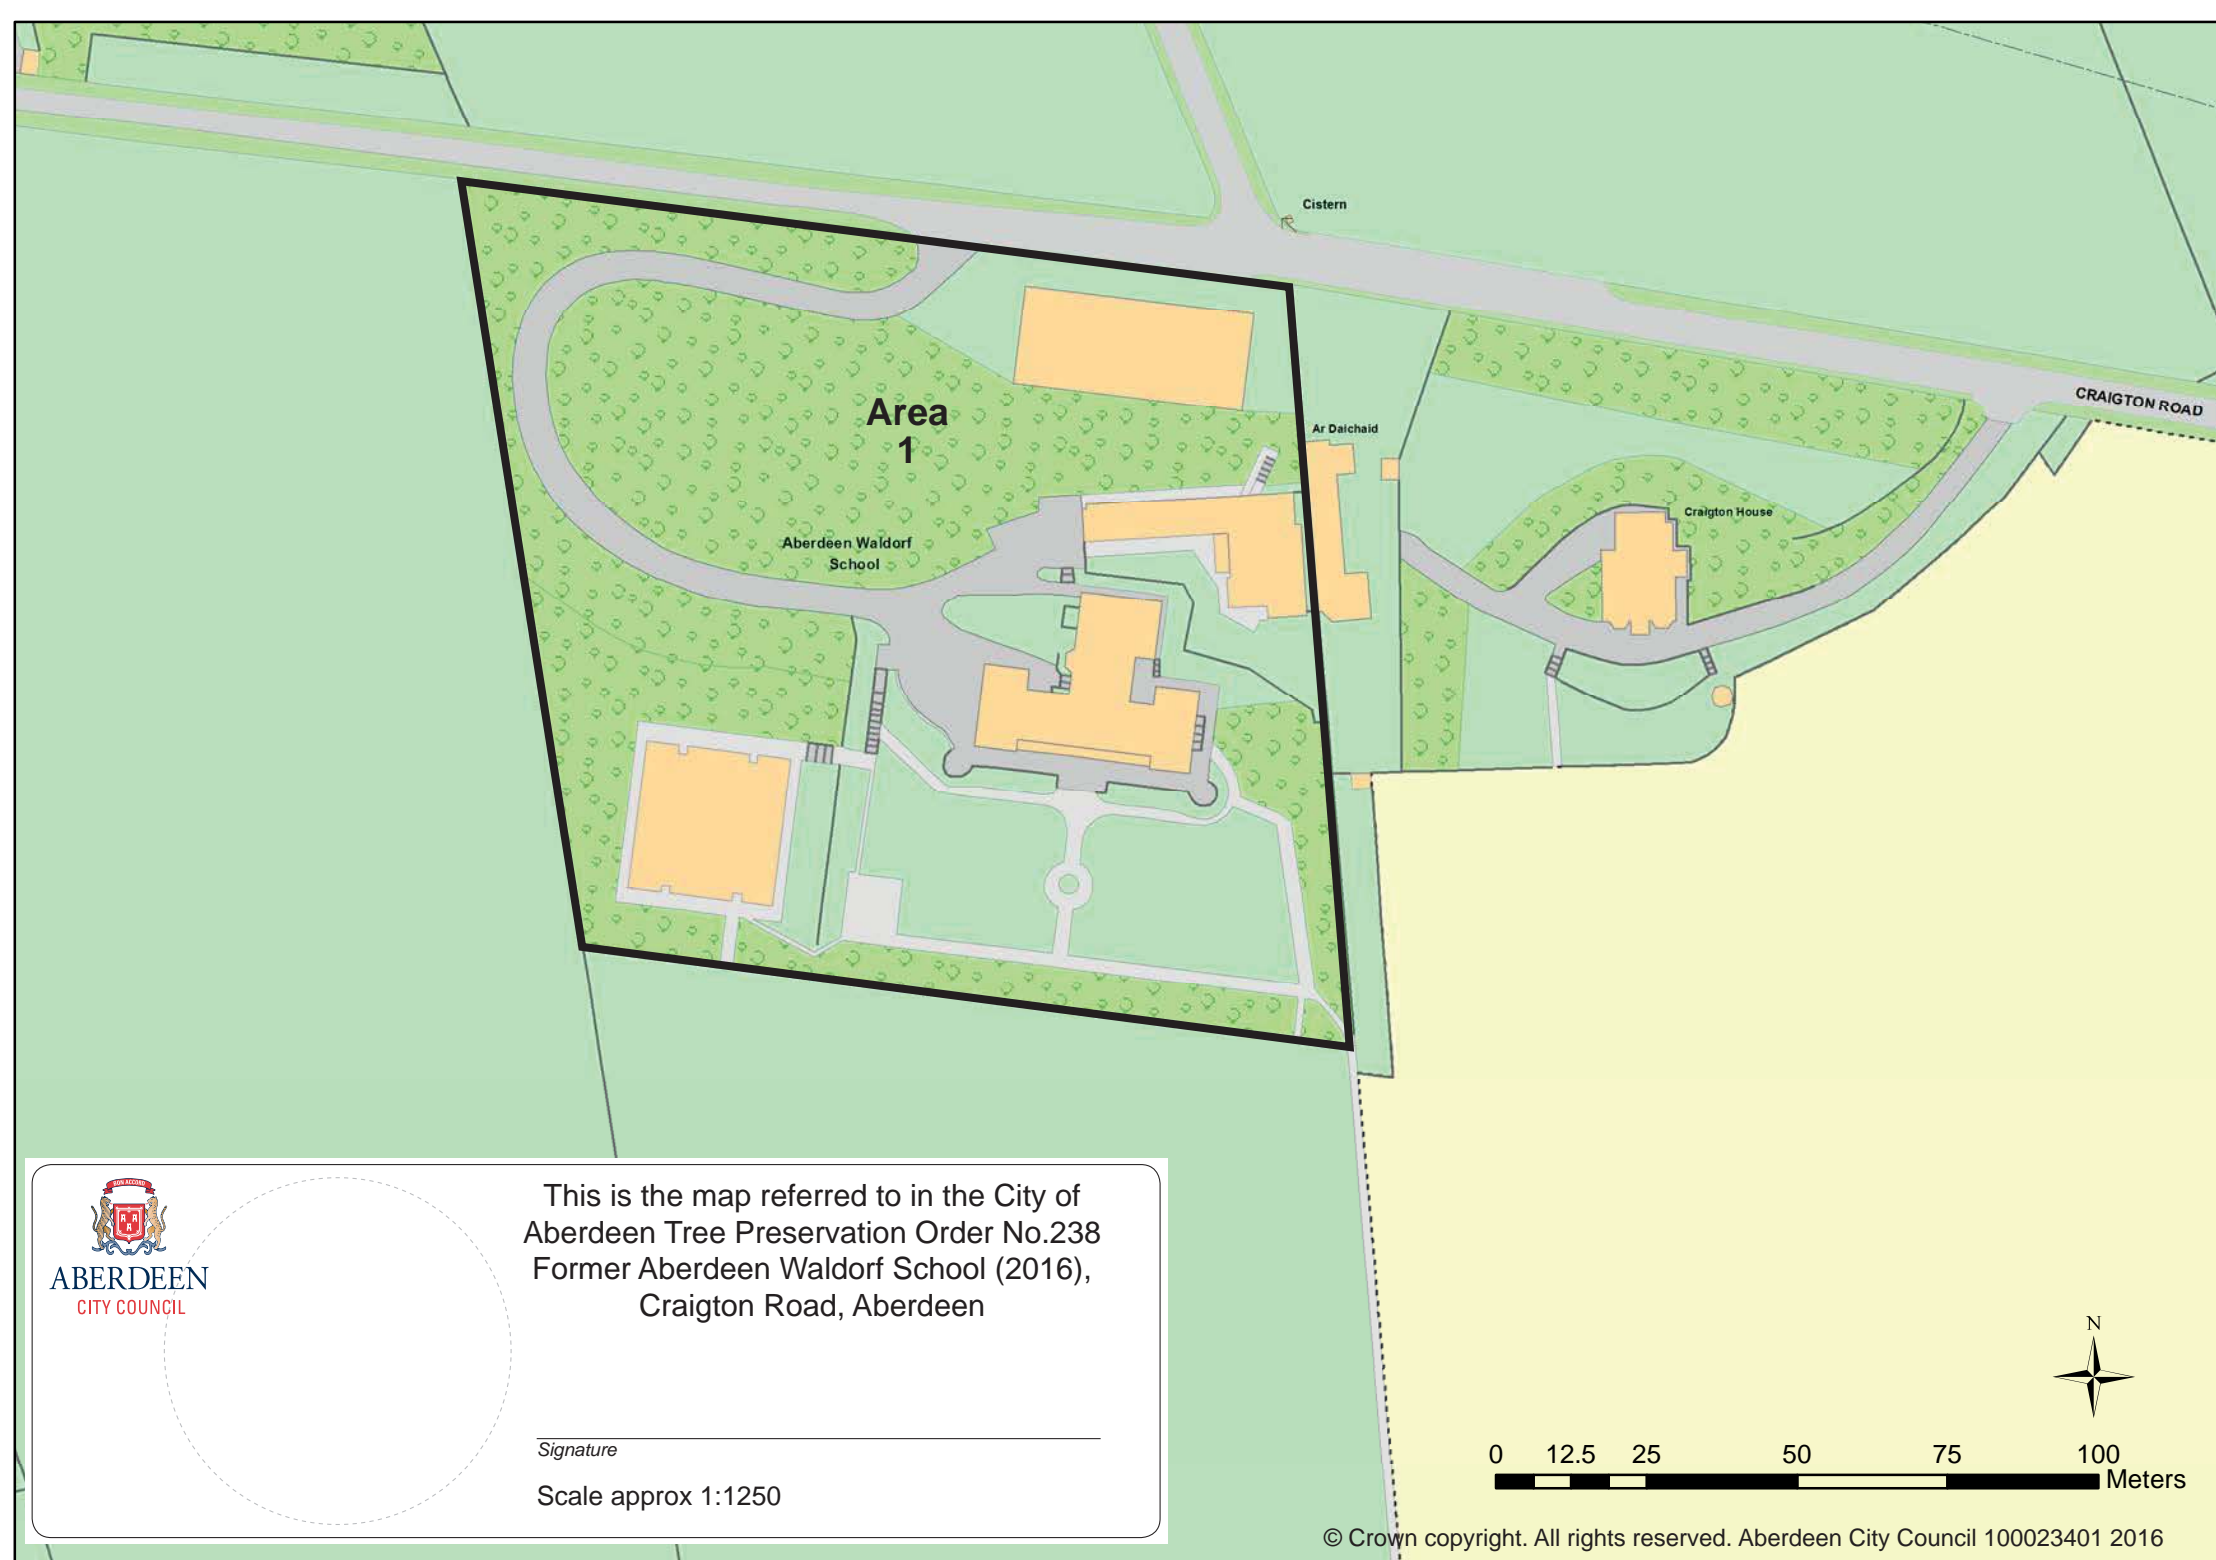 Cistern
CRAIGTON ROAD
Area
1
Ar Dalchaid
Craigton House
Aberdeen Waldorf
School
BON ACCORD
ABERDEEN
CITY COUNCIL
This is the map referred to in the City of
Aberdeen Tree Preservation Order No.238
Former Aberdeen Waldorf School (2016),
Craigton Road, Aberdeen
Signature
Scale approx 1:1250
N
0 12.5 25 50 75 100
Meters
© Crown copyright. All rights reserved. Aberdeen City Council 100023401 2016